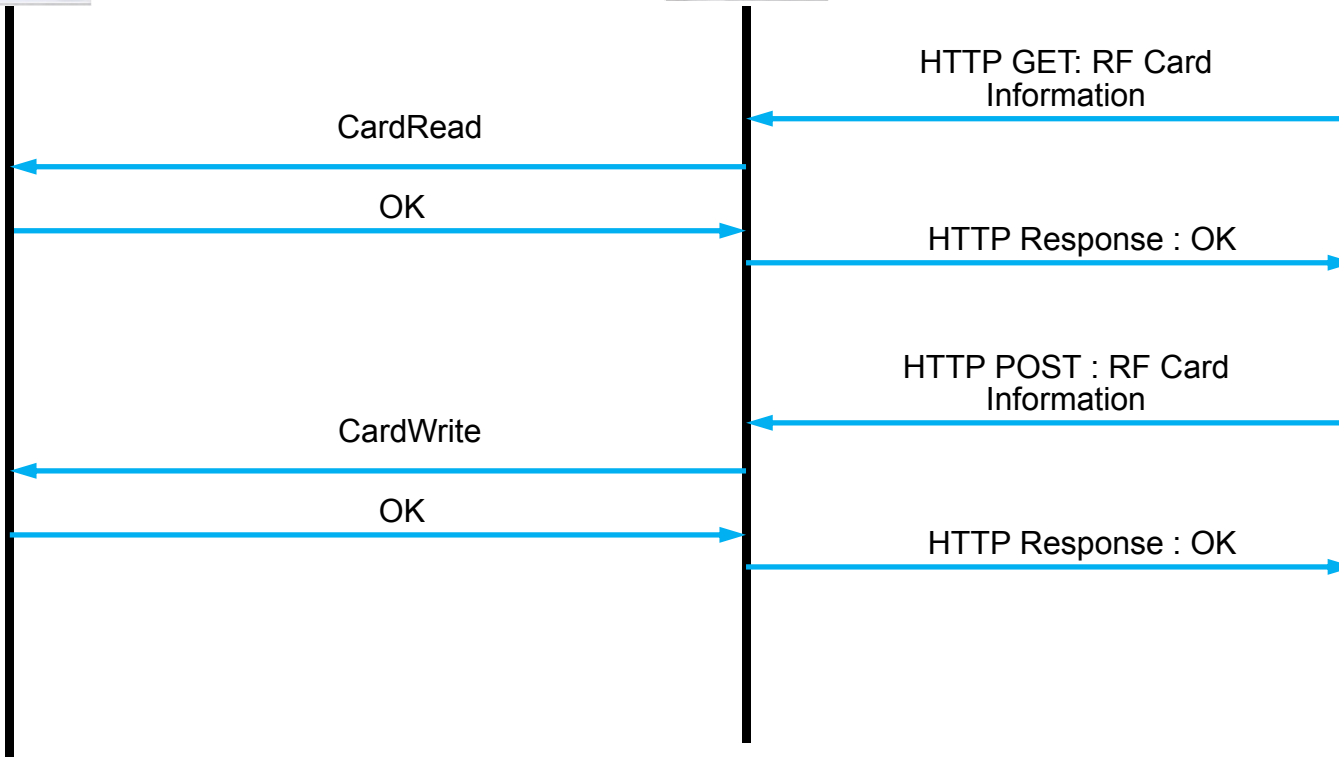 HTTP GET: RF Card
Information
CardRead
OK
HTTP Response : OK
HTTP POST : RF Card
Information
CardWrite
OK
HTTP Response : OK